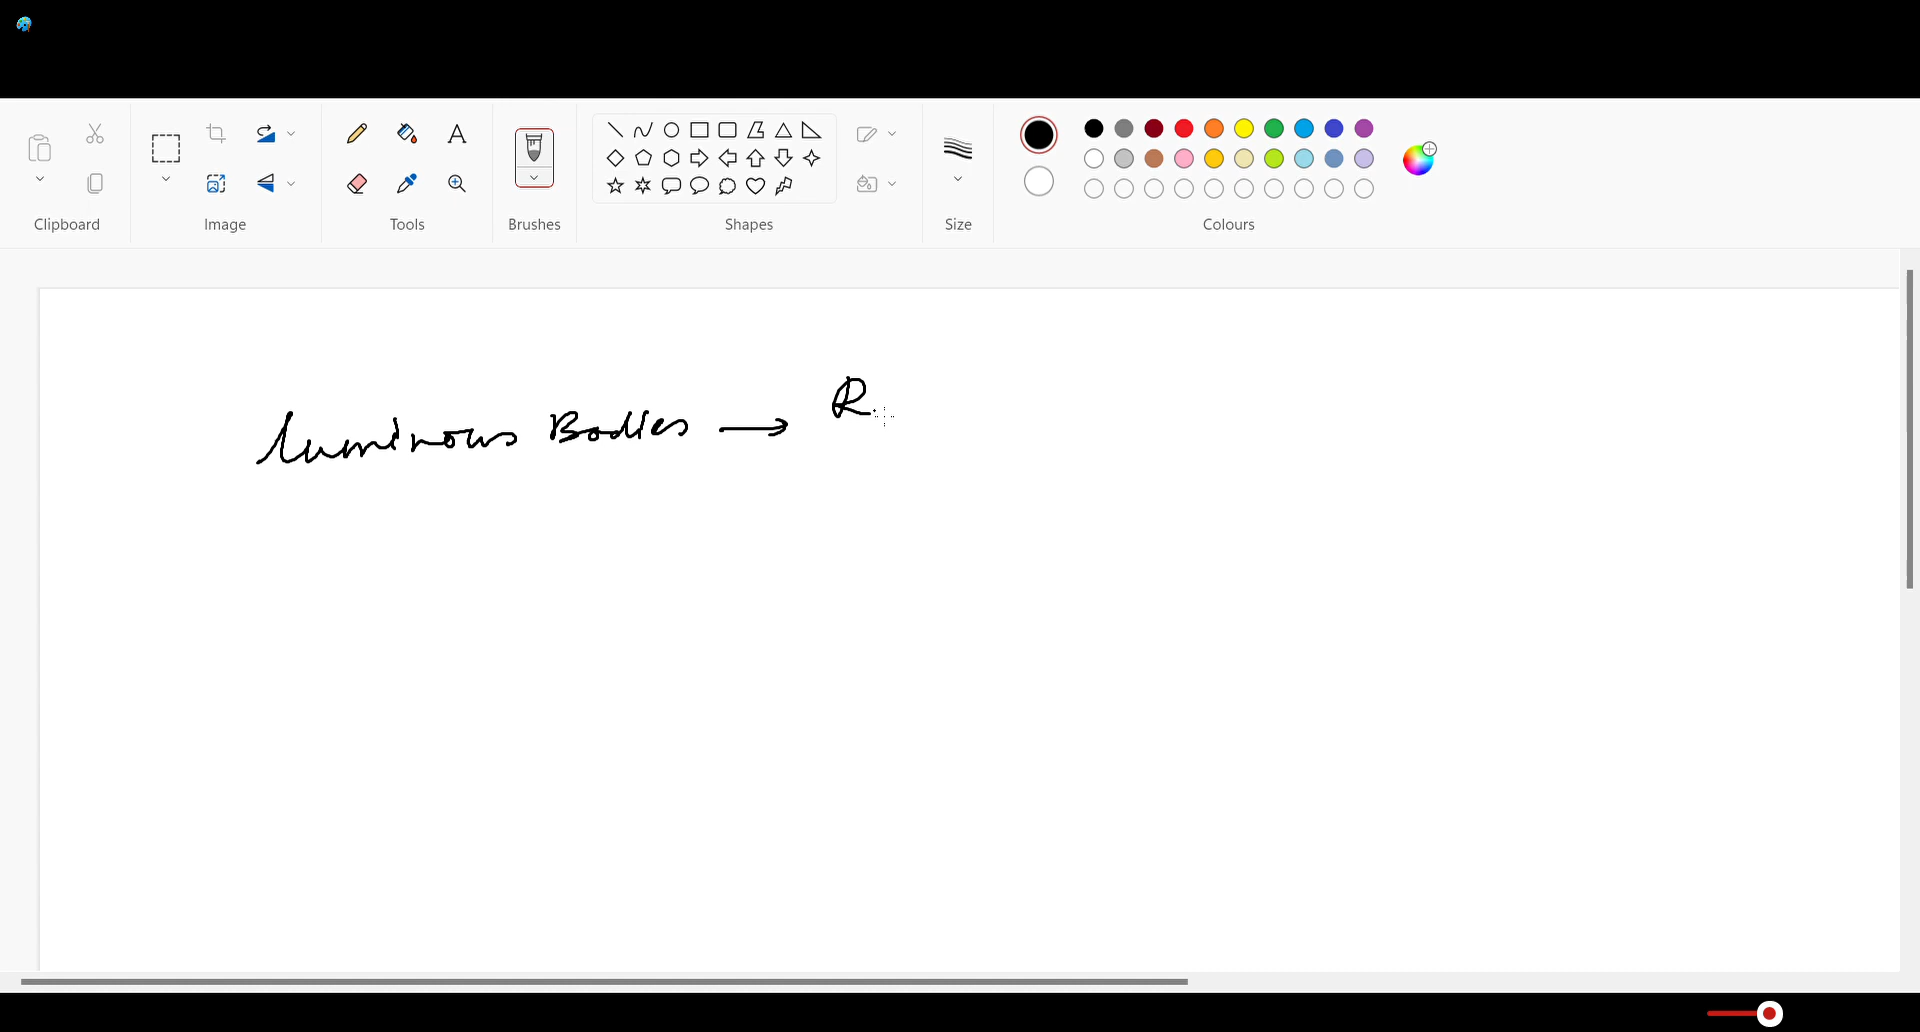 Clipboard
Image
Tools
Brushes
Shapes
Size
Colours
Luminous Bodies → R